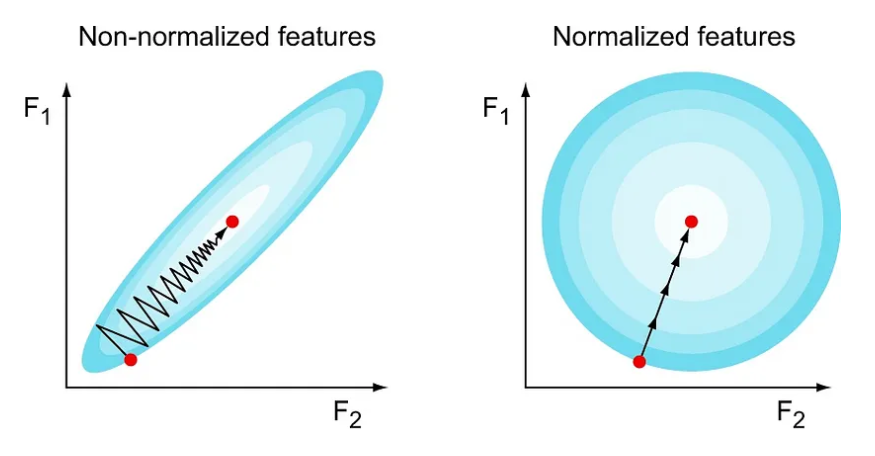 Non-normalized features
Normalized features
F₁
F₂
F₁
F₂